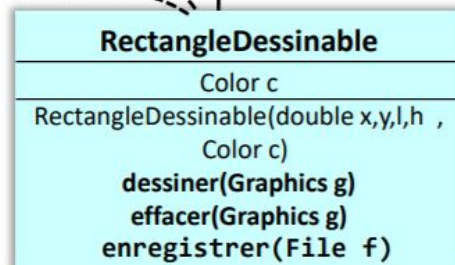 RectangleDessinable
Color c
RectangleDessinable(double x,y,l,h ,
Color c)
dessiner(Graphics g)
effacer(Graphics g)
enregistrer(File f)